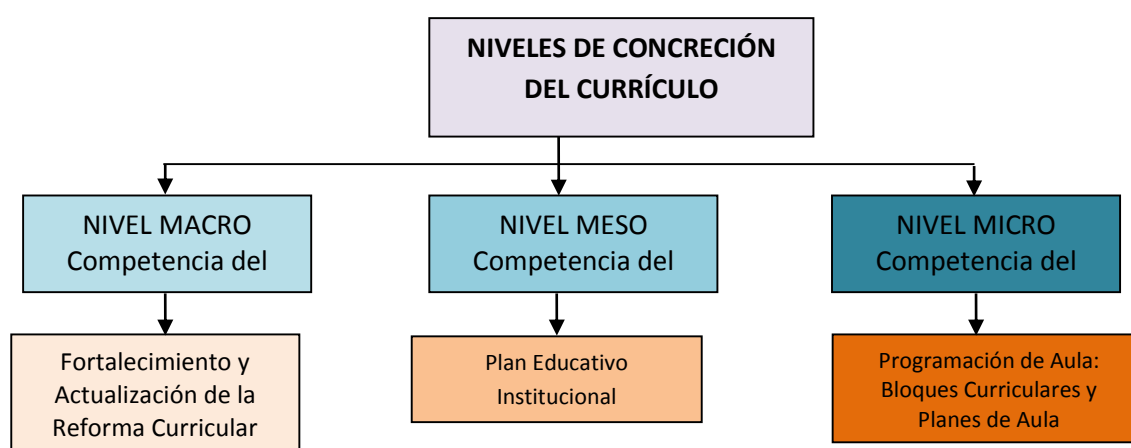 NIVELES DE CONCRECIÓN
DEL CURRÍCULO
NIVEL MACRO
Competencia del
NIVEL MESO
Competencia del
NIVEL MICRO
Competencia del
Fortalecimiento y
Actualización de la
Reforma Curricular
Plan Educativo
Institucional
Programación de Aula:
Bloques Curriculares y
Planes de Aula